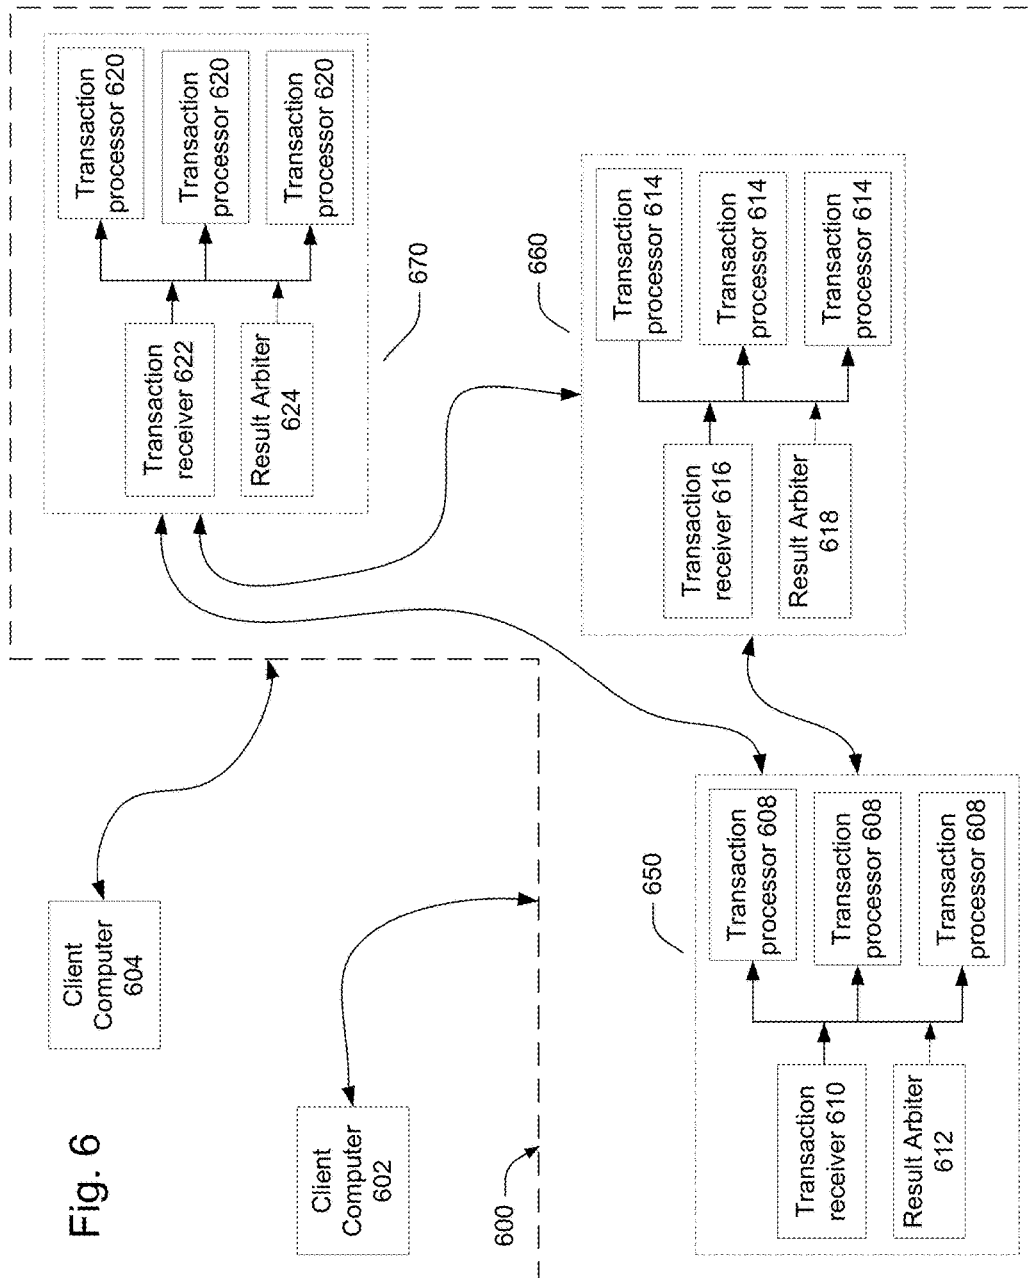 Fig. 6
Client
Computer
602
Client
Computer
604
600
650
Transaction
receiver 610
Result Arbiter
612
Transaction
processor 608
Transaction
processor 608
Transaction
processor 608
660
Transaction
receiver 616
Result Arbiter
618
Transaction
processor 614
Transaction
processor 614
Transaction
processor 614
670
Transaction
receiver 622
Result Arbiter
624
Transaction
processor 620
Transaction
processor 620
Transaction
processor 620